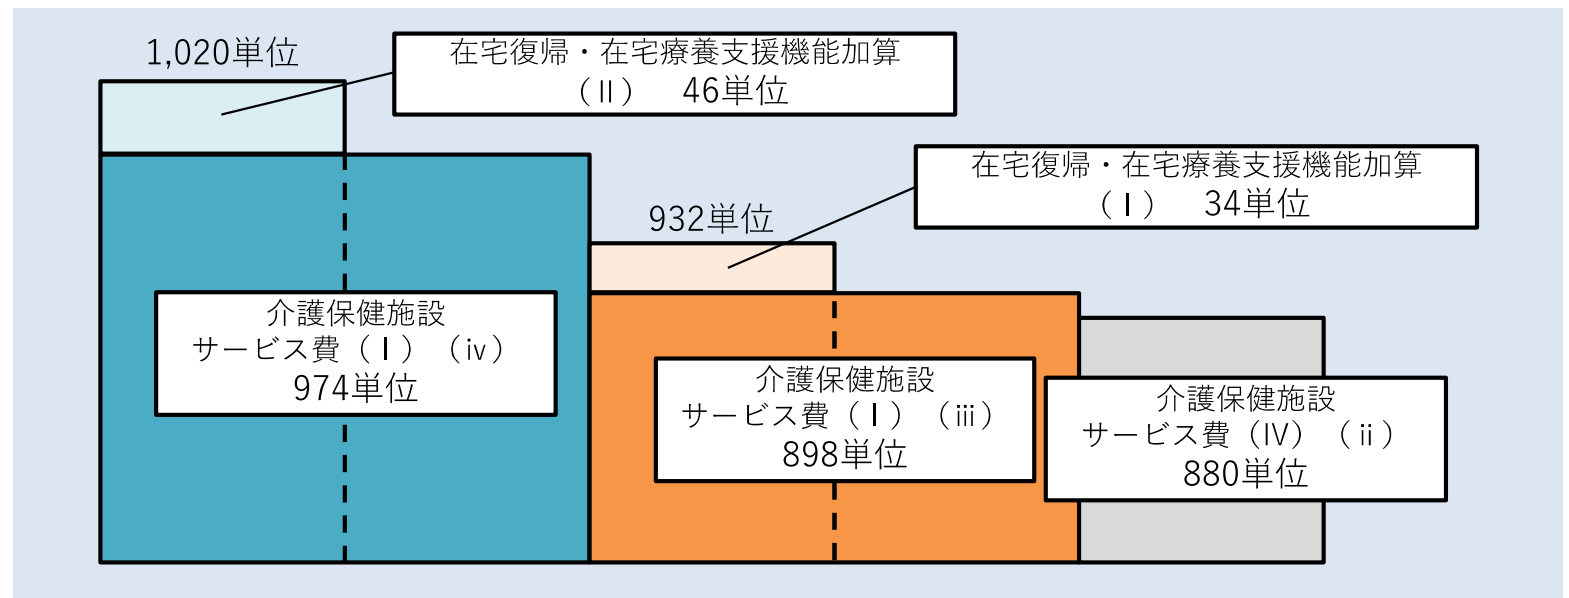 1,020単位
在宅復帰・在宅療養支援機能加算
（Ⅱ）　46単位
在宅復帰・在宅療養支援機能加算
（Ⅰ）　34単位
932単位
介護保健施設
サービス費（Ⅰ）（ⅳ）
974単位
介護保健施設
サービス費（Ⅰ）（ⅲ）
898単位
介護保健施設
サービス費（Ⅳ）（ⅱ）
880単位